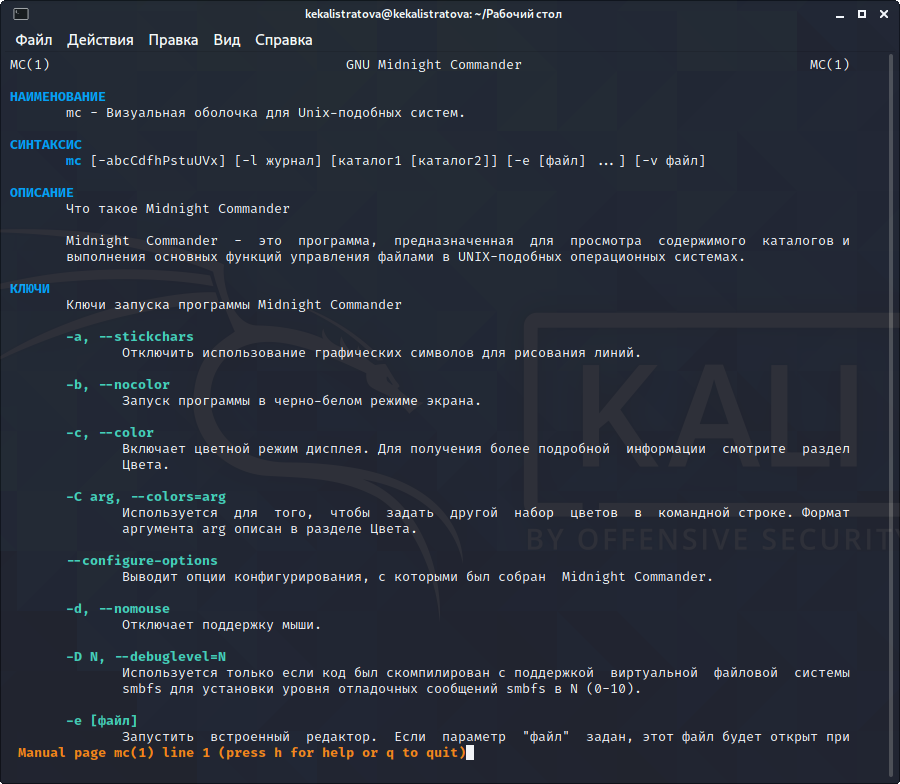 kekalistratova@kekalistratova: ~/Рабочий стол
Файл Действия Правка Вид Справка
MC(1) GNU Midnight Commander MC(1)
НАИМЕНОВАНИЕ
mc - Визуальная оболочка для Unix-подобных систем.
СИНТАКСИС
mc [-abcCdfhPstuUVx] [-l журнал] [каталог1 [каталог2]] [-e [файл] ...] [-v файл]
ОПИСАНИЕ
Что такое Midnight Commander
Midnight Commander - это программа, предназначенная для просмотра содержимого каталогов и
выполнения основных функций управления файлами в UNIX-подобных операционных системах.
КЛЮЧИ
Ключи запуска программы Midnight Commander
-a, --stickchars
Отключить использование графических символов для рисования линий.
-b, --nocolor
Запуск программы в черно-белом режиме экрана.
-c, --color
Включает цветной режим дисплея. Для получения более подробной информации смотрите раздел
Цвета.
-C arg, --colors=arg
Используется для того, чтобы задать другой набор цветов в командной строке. Формат
аргумента arg описан в разделе Цвета.
--configure-options
Выводит опции конфигурирования, с которыми был собран Midnight Commander.
-d, --nomouse
Отключает поддержку мыши.
-D N, --debuglevel=N
Используется только если код был скомпилирован с поддержкой виртуальной файловой системы
smbfs для установки уровня отладочных сообщений smbfs в N (0-10).
-e [файл]
Запустить встроенный редактор. Если параметр "файл" задан, этот файл будет открыт при
Manual page mc(1) line 1 (press h for help or q to quit)
KALI
BY OFFENSIVE SECURIT